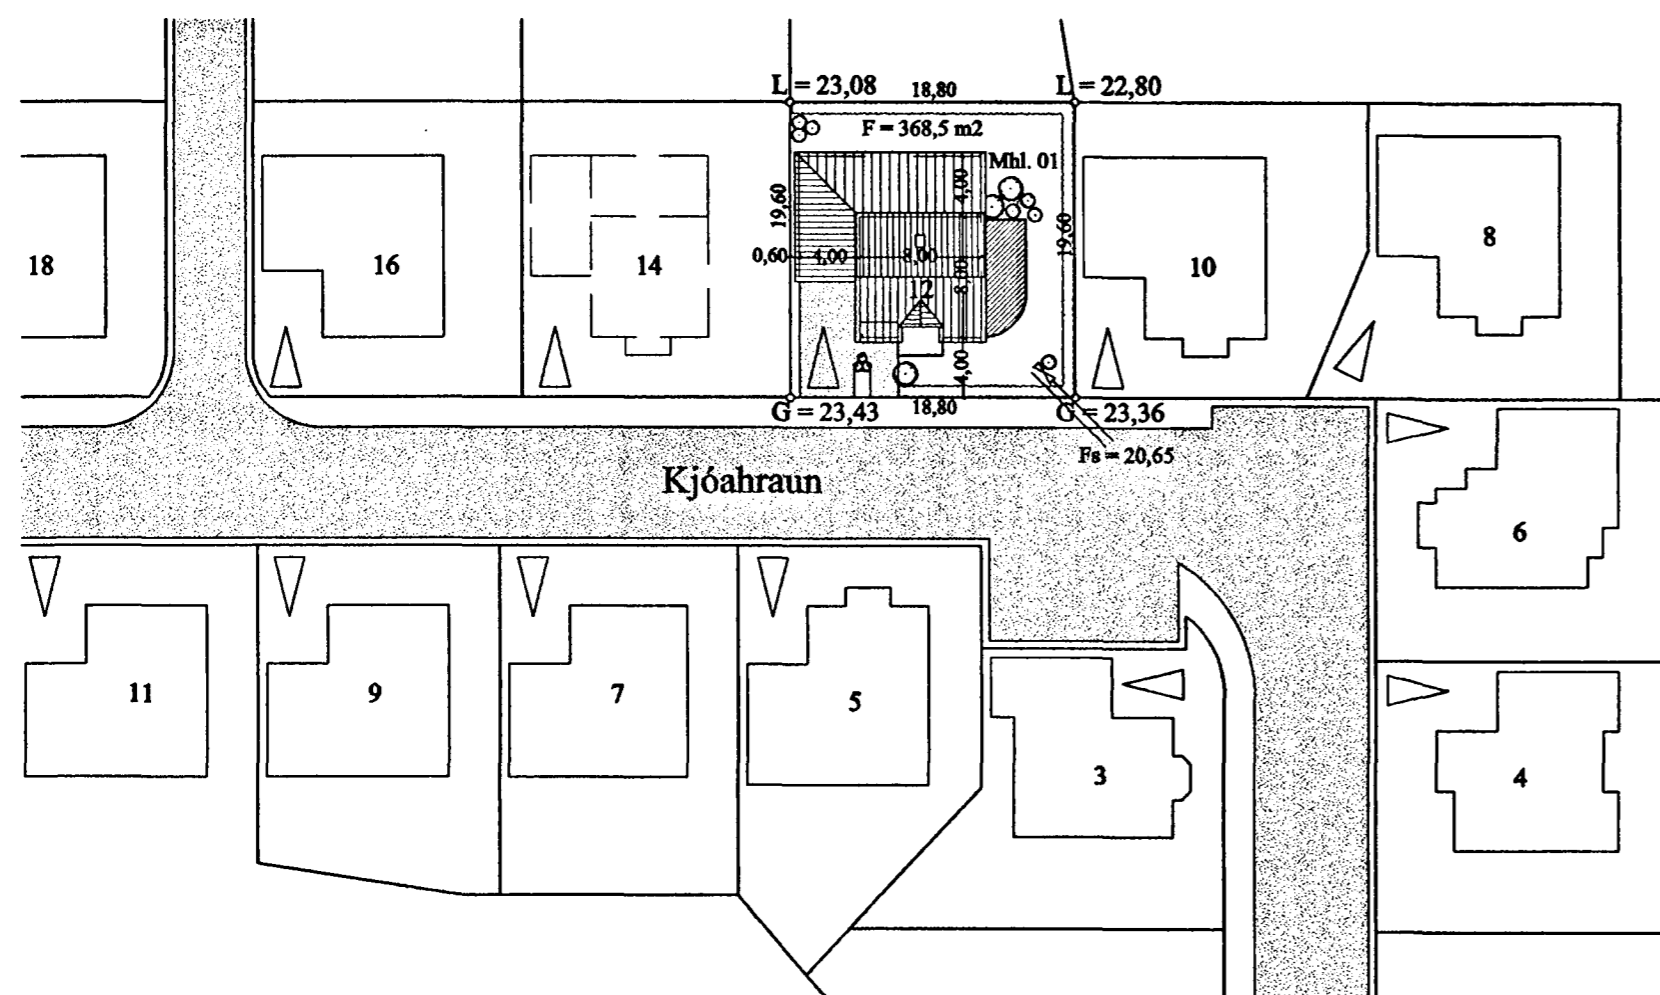 L = 23,08
18,80
L = 22,80
F = 368,5 m2
Mhl. 01
4,00
19,60
19,60
18
16
14
0,60
4,00
8,00
8,00
12
10
8
4,00
G = 23,43
18,80
G = 23,36
Fs = 20,65
Kjóahraun
6
11
9
7
5
3
4